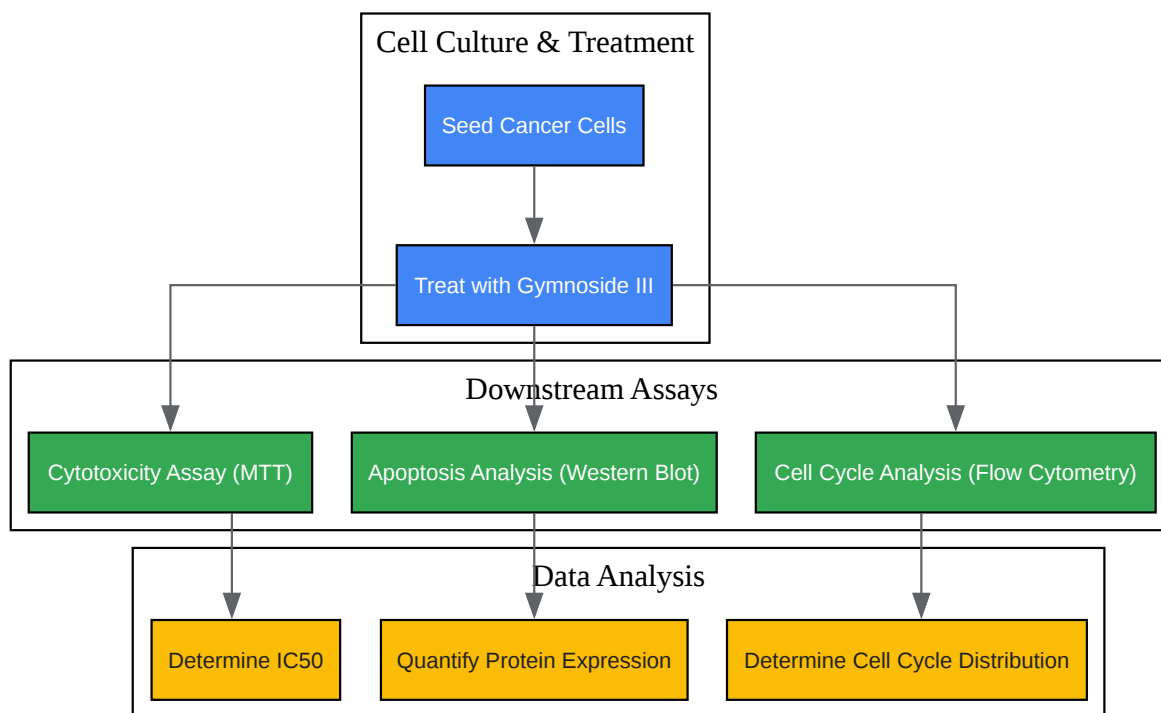 Cell Culture & Treatment
Seed Cancer Cells
Treat with Gymnoside III
Downstream Assays
Cytotoxicity Assay (MTT)
Apoptosis Analysis (Western Blot)
Cell Cycle Analysis (Flow Cytometry)
Data Analysis
Determine IC50
Quantify Protein Expression
Determine Cell Cycle Distribution